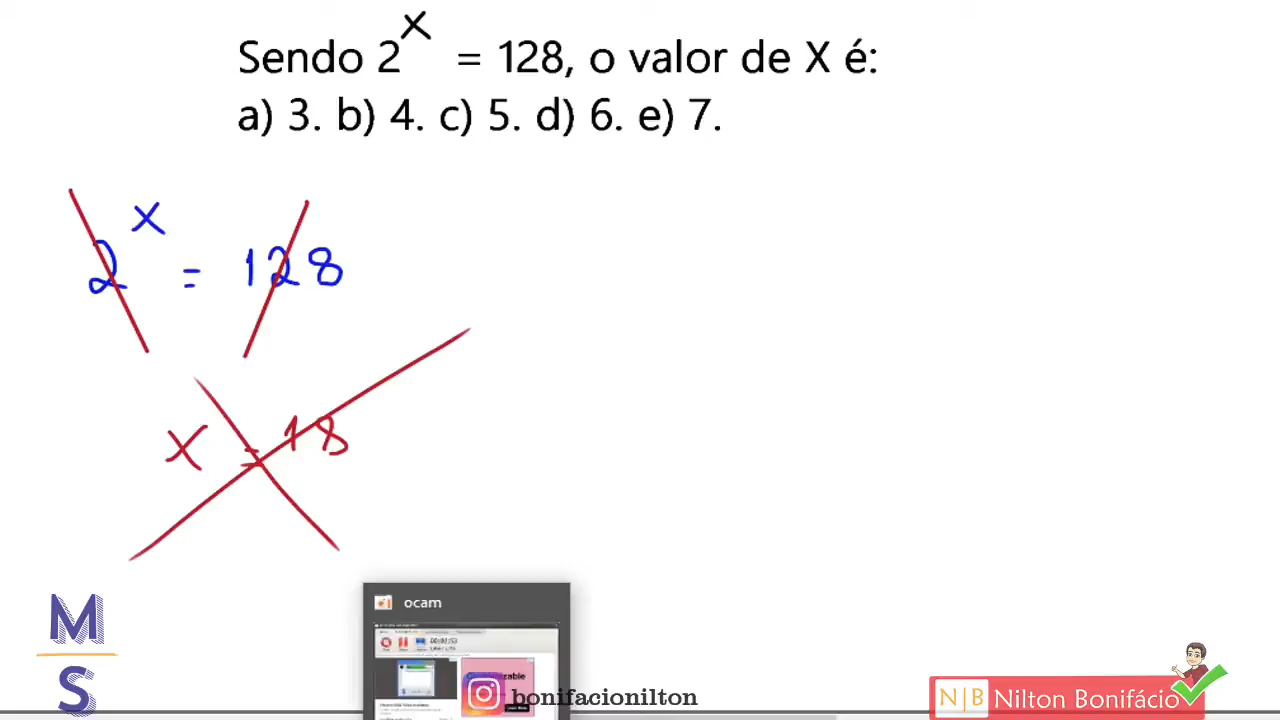 Sendo 2^x = 128, o valor de X é:
a) 3. b) 4. c) 5. d) 6. e) 7.
2^x = 128
x = 18
M
S
ocam
bonifacionilton
N|B Nilton Bonifácio